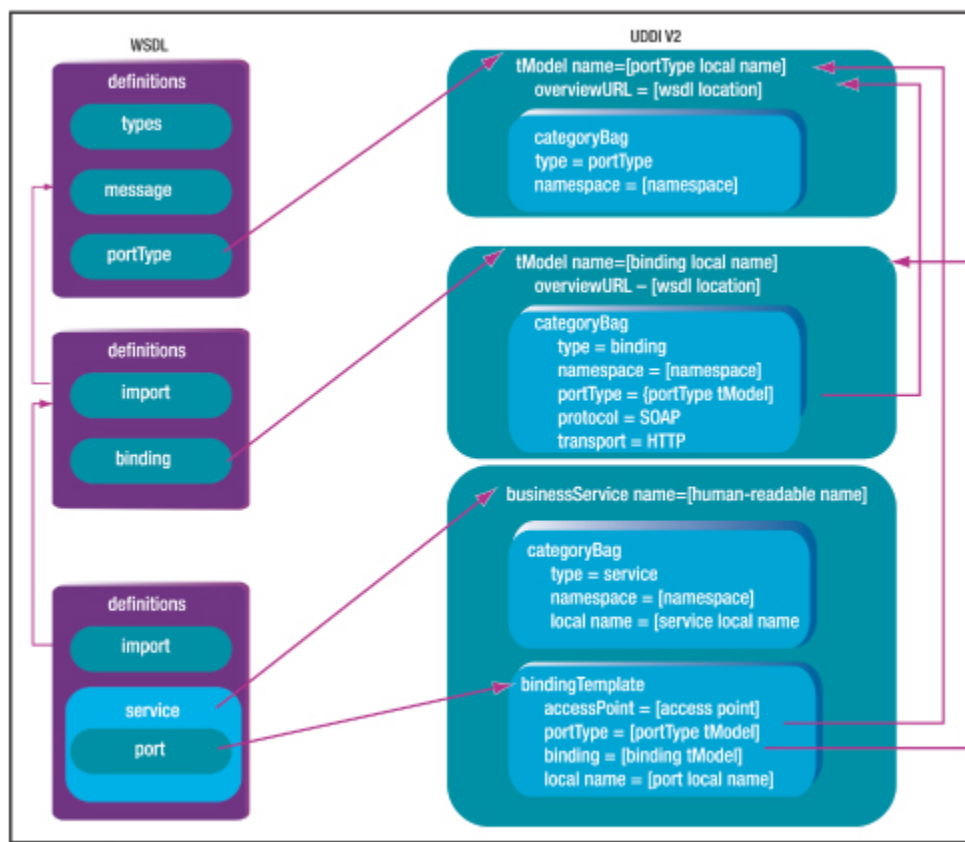 WSDL
definitions
types
message
portType
definitions
import
binding
definitions
import
service
port
UDDI V2
tModel name=[portType local name]
overviewURL = [wsdl location]
categoryBag
type = portType
namespace = [namespace]
tModel name=[binding local name]
overviewURL – [wsdl location]
categoryBag
type = binding
namespace = [namespace]
portType = {portType tModel]
protocol = SOAP
transport = HTTP
businessService name=[human-readable name]
categoryBag
type = service
namespace = [namespace]
local name = [service local name
bindingTemplate
accessPoint = [access point]
portType = [portType tModel]
binding = [binding tModel]
local name = [port local name]